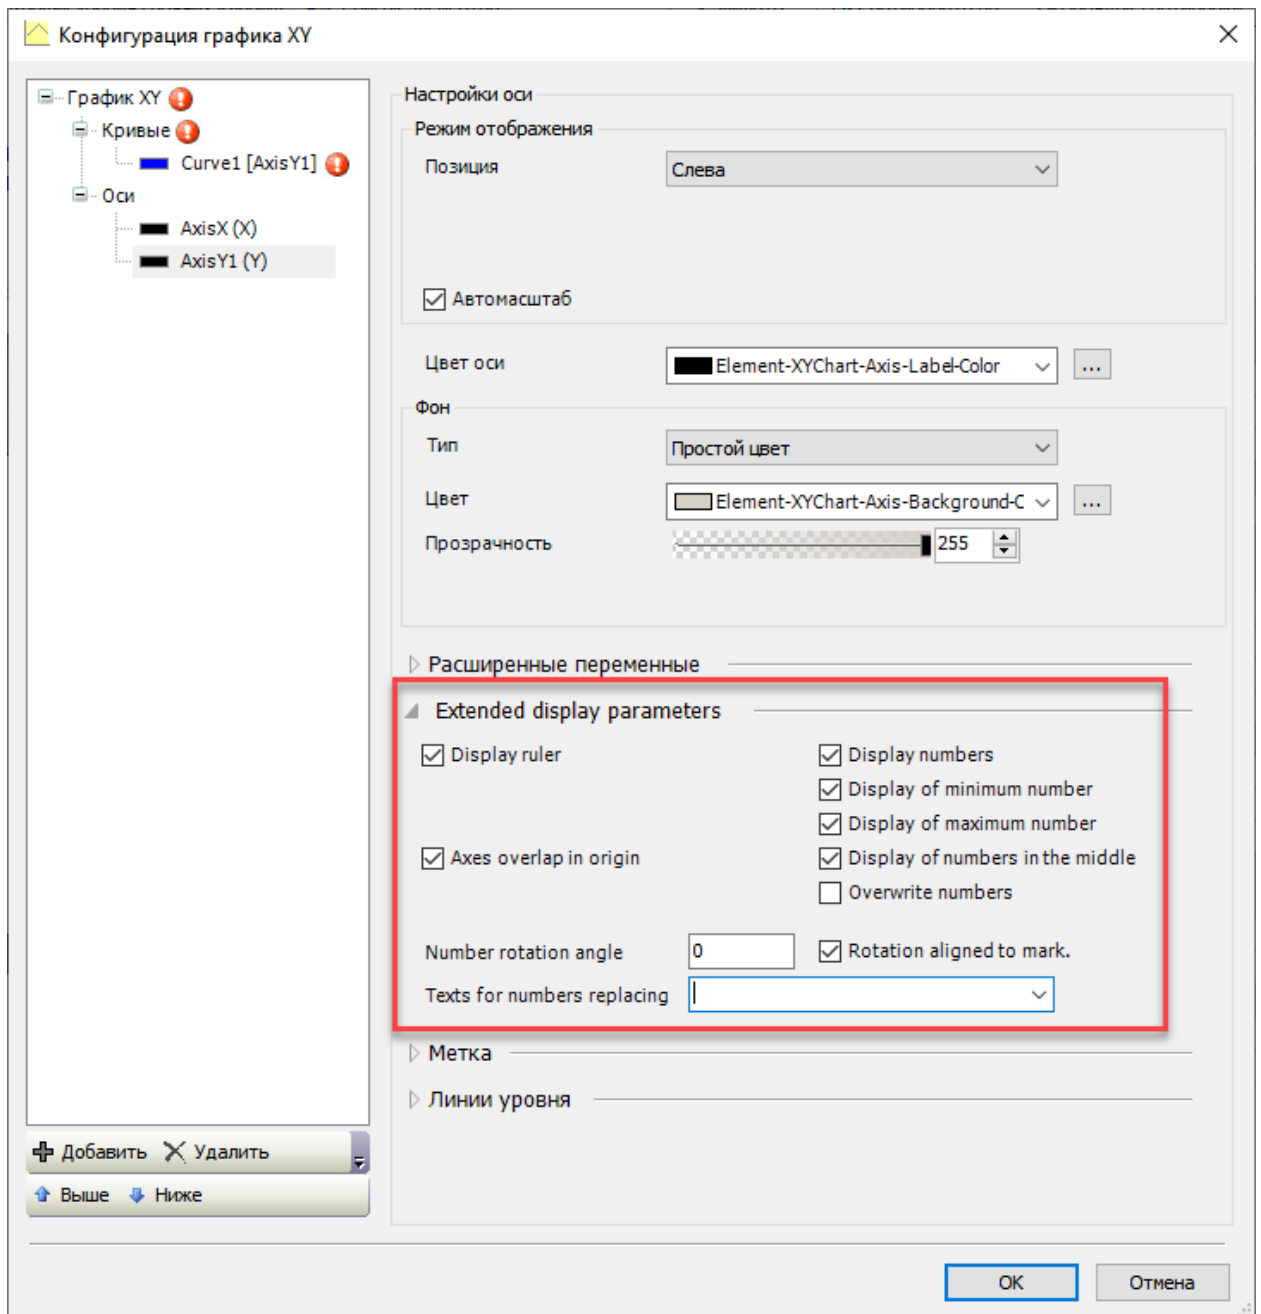 Конфигурация графика XY
График XY
Кривые
Curve1 [AxisY1]
Оси
AxisX (X)
AxisY1 (Y)
Добавить Удалить
Выше Ниже
Настройки оси
Режим отображения
Позиция Слева
Автомасштаб
Цвет оси Element-XYChart-Axis-Label-Color ...
Фон
Тип Простой цвет
Цвет Element-XYChart-Axis-Background-C ...
Прозрачность 255
Расширенные переменные
Extended display parameters
Display ruler Display numbers
Display of minimum number
Display of maximum number
Axes overlap in origin Display of numbers in the middle
Overwrite numbers
Number rotation angle 0 Rotation aligned to mark.
Texts for numbers replacing
Метка
Линии уровня
OK Отмена